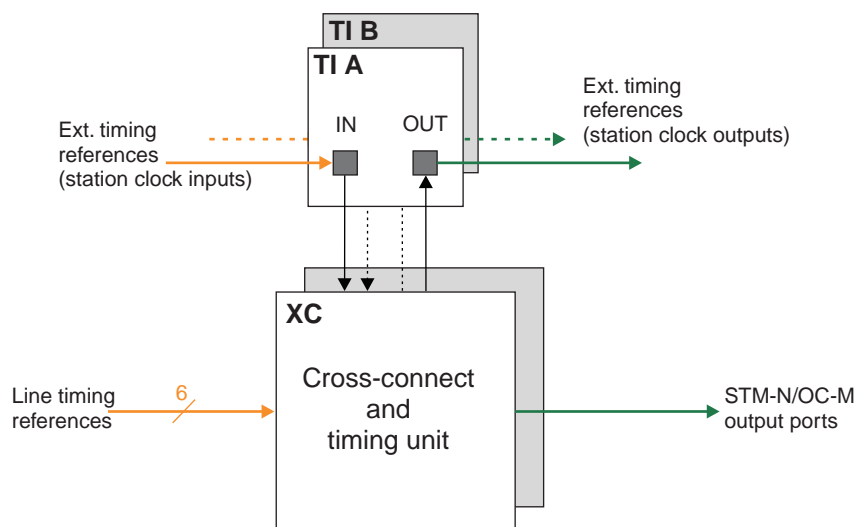 TI B
TI A
IN
OUT
Ext. timing
references
(station clock inputs)
Ext. timing
references
(station clock outputs)
XC
Cross-connect
and
timing unit
Line timing
references
6
STM-N/OC-M
output ports